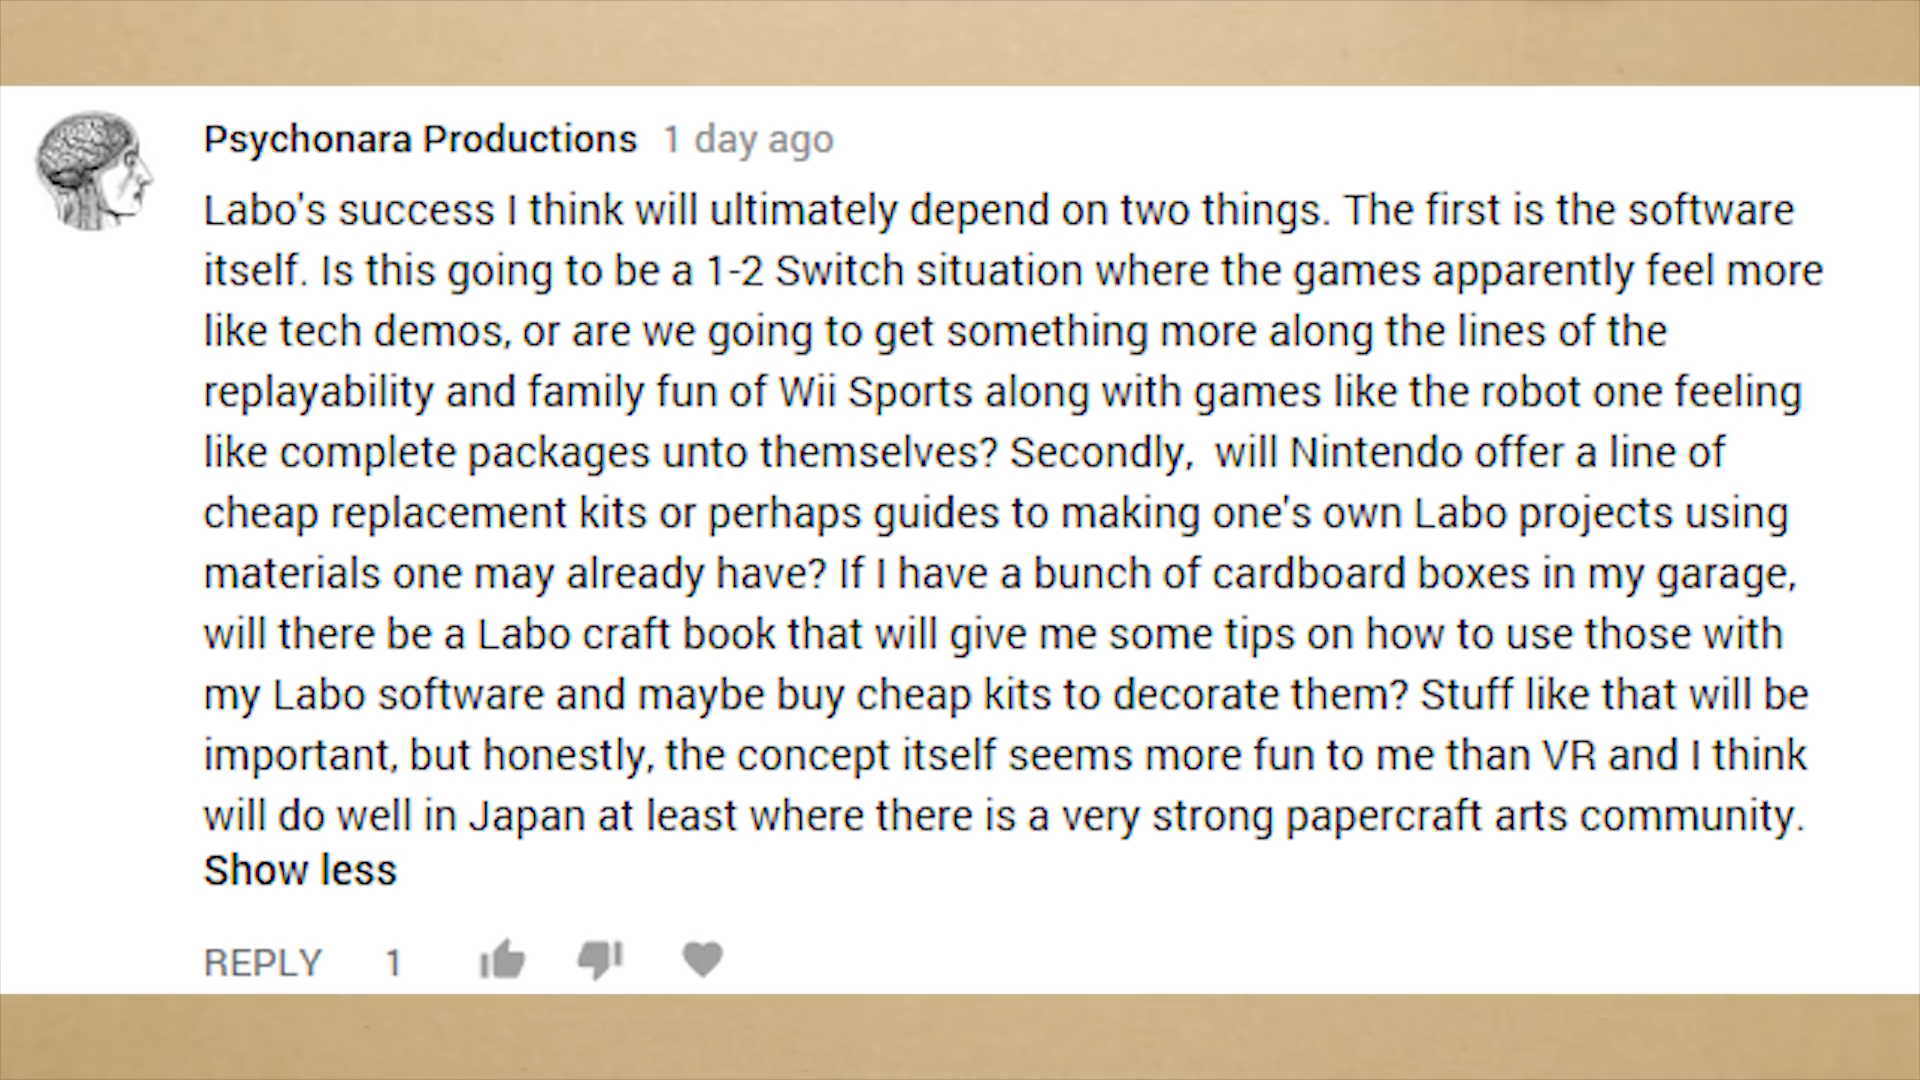 Psychonara Productions 1 day ago
Labo's success I think will ultimately depend on two things. The first is the software
itself. Is this going to be a 1-2 Switch situation where the games apparently feel more
like tech demos, or are we going to get something more along the lines of the
replayability and family fun of Wii Sports along with games like the robot one feeling
like complete packages unto themselves? Secondly,  will Nintendo offer a line of
cheap replacement kits or perhaps guides to making one's own Labo projects using
materials one may already have? If I have a bunch of cardboard boxes in my garage,
will there be a Labo craft book that will give me some tips on how to use those with
my Labo software and maybe buy cheap kits to decorate them? Stuff like that will be
important, but honestly, the concept itself seems more fun to me than VR and I think
will do well in Japan at least where there is a very strong papercraft arts community.
Show less
REPLY 1